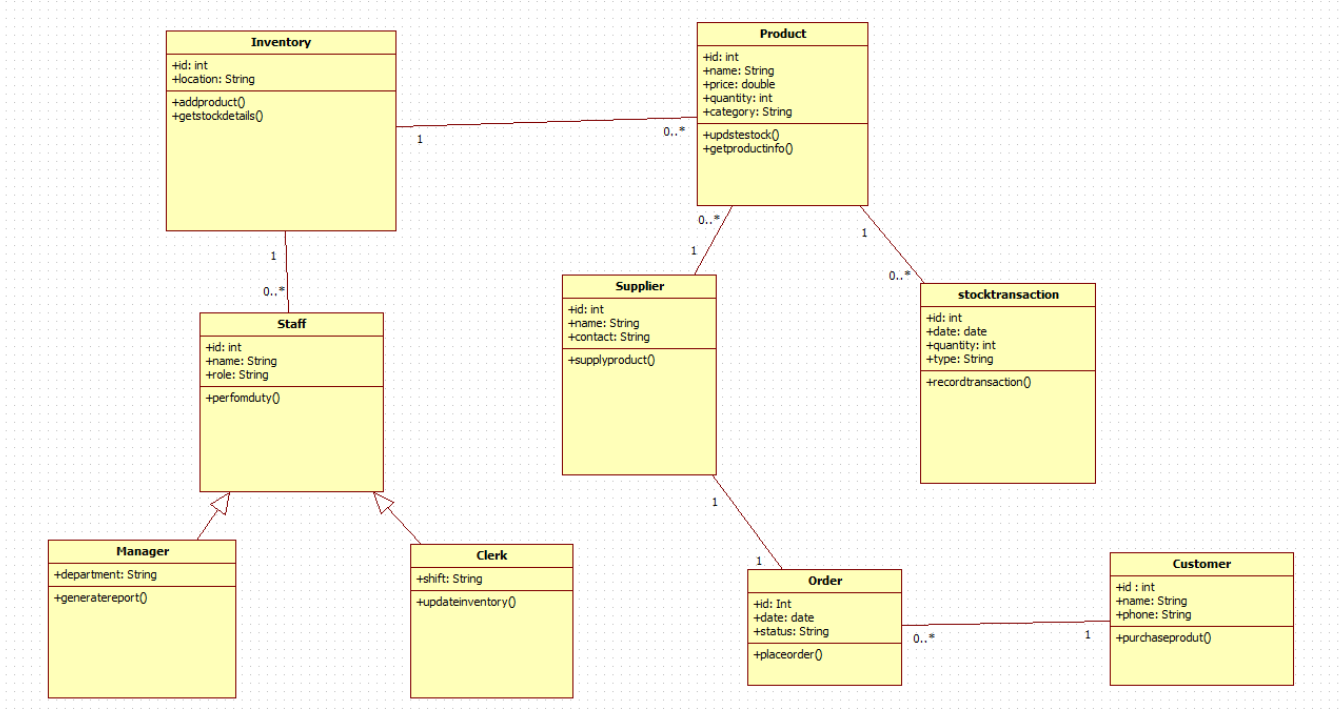 Inventory
+id: int
+location: String
+addproduct()
+getstockdetails()
Product
+id: int
+name: String
+price: double
+quantity: int
+category: String
+updstestock()
+getproductinfo()
1
0..*
1
0..*
0..*
1
1
0..*
Staff
+id: int
+name: String
+role: String
+perfomduty()
Supplier
+id: int
+name: String
+contact: String
+supplyproduct()
stocktransaction
+id: int
+date: date
+quantity: int
+type: String
+recordtransaction()
1
1
Manager
+department: String
+generatereport()
Clerk
+shift: String
+updateinventory()
Order
+id: Int
+date: date
+status: String
+placeorder()
0..*
1
Customer
+id : int
+name: String
+phone: String
+purchaseprodut()